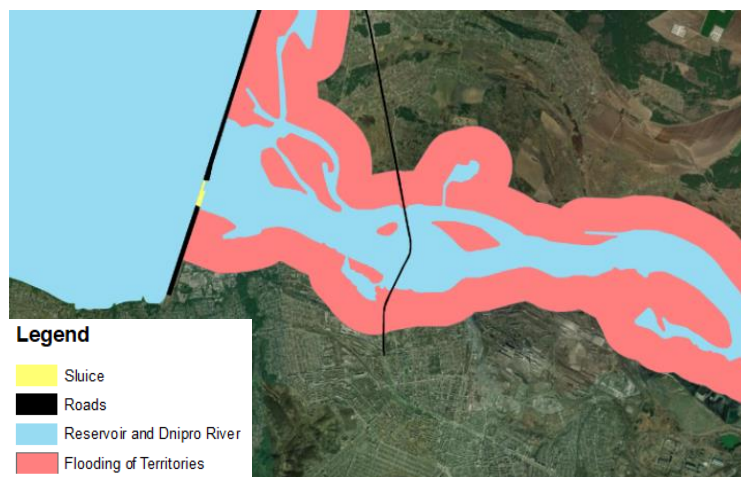 Legend
Sluice
Roads
Reservoir and Dnipro River
Flooding of Territories